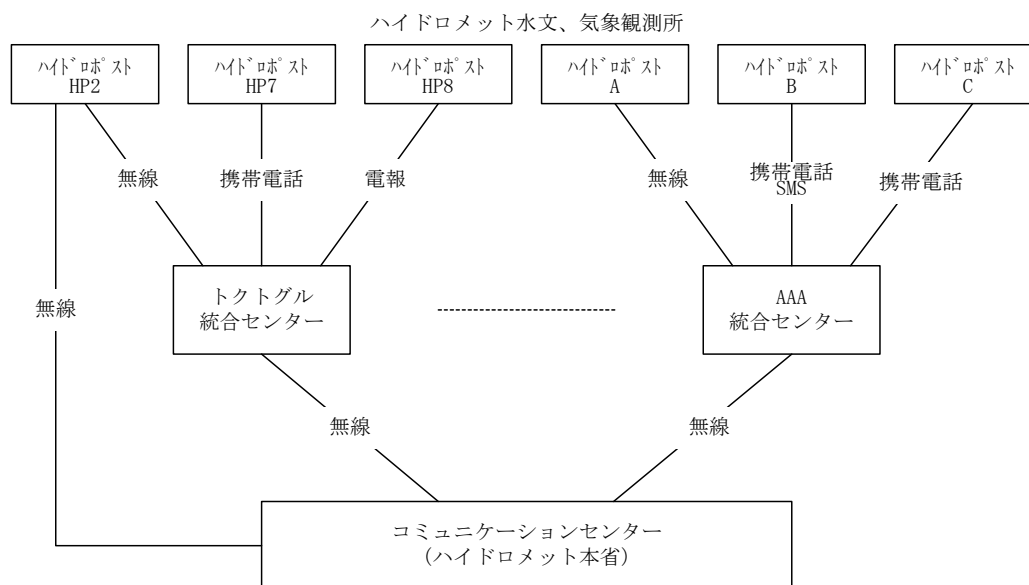 ハイドロメット水文、気象観測所
ﾊｲﾄﾞﾛﾎﾟｽﾄ
HP2
ﾊｲﾄﾞﾛﾎﾟｽﾄ
HP7
ﾊｲﾄﾞﾛﾎﾟｽﾄ
HP8
ﾊｲﾄﾞﾛﾎﾟｽﾄ
A
ﾊｲﾄﾞﾛﾎﾟｽﾄ
B
ﾊｲﾄﾞﾛﾎﾟｽﾄ
C
無線
携帯電話
電報
無線
携帯電話
SMS
携帯電話
無線
トクトグル
統合センター
AAA
統合センター
無線
無線
コミュニケーションセンター
(ハイドロメット本省)